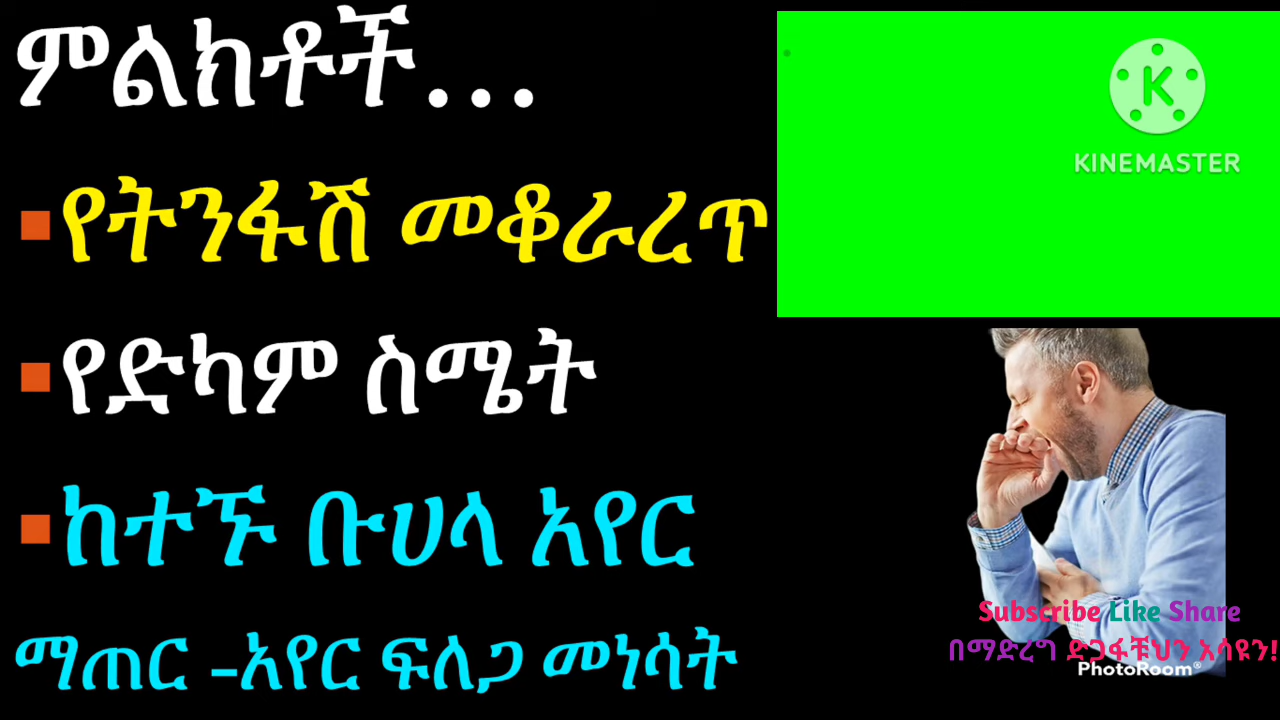 ምልክቶች...
የትንፋሽ መቆራረጥ
የድካም ስሜት
ከተኙ ቡሀላ አየር
ማጠር -አየር ፍለጋ መነሳት
K
KINEMASTER
Subscribe Like Share
በማድረግ ድጋፋቹህን አሳዩን!
PhotoRoom®